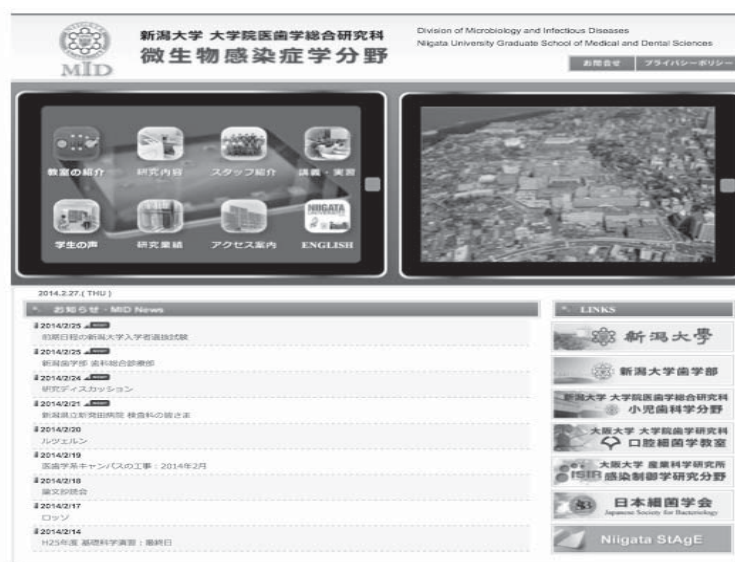 MID
新潟大学 大学院医歯学総合研究科
微生物感染症学分野
Division of Microbiology and Infectious Diseases
Niigata University Graduate School of Medical and Dental Sciences
お問合せ
プライバシーポリシー
教室の紹介
研究内容
スタッフ紹介
講義・実習
学生の声
研究業績
アクセス案内
NIIGATA
ENGLISH
2014.2.27.( THU )
お知らせ - MID News
2014/2/25
前期日程の新潟大学入学者選抜試験
2014/2/25
新潟歯学部 歯科総合診療部
2014/2/24
研究ディスカッション
2014/2/21
新潟県立新発田病院 検査科の皆さま
2014/2/20
ルツェルン
2014/2/19
医歯学系キャンパスの工事：2014年2月
2014/2/18
論文抄読会
2014/2/17
ロッソ
2014/2/14
H25年度 基礎科学演習：最終日
LINKS
新潟大學
新潟大学歯学部
新潟大学 大学院医歯学総合研究科
小児歯科学分野
大阪大学 大学院歯学研究科
口腔細菌学教室
大阪大学 産業科学研究所
ISIR 感染制御学研究分野
日本細菌学会
Japanese Society for Bacteriology
Niigata StAgE